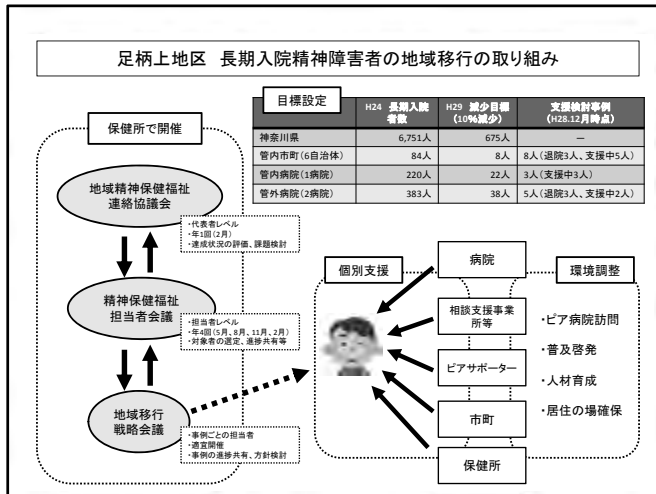 足柄上地区 長期入院精神障害者の地域移行の取り組み
目標設定
H24 長期入院者数
H29 減少目標(10%減少)
支援検討事例(H28.12月時点)
神奈川県 6,751人 675人 ―
管内市町(6自治体) 84人 8人 8人(退院3人、支援中5人)
管内病院(1病院) 220人 22人 3人(支援中3人)
管外病院(2病院) 383人 38人 5人(退院3人、支援中2人)
保健所で開催
地域精神保健福祉
連絡協議会
・代表者レベル
・年1回(2月)
・達成状況の評価、課題検討
精神保健福祉
担当者会議
・担当者レベル
・年4回(5月、8月、11月、2月)
・対象者の選定、進捗共有等
地域移行
戦略会議
・事例ごとの担当者
・適宜開催
・事例の進捗共有、方針検討
個別支援
病院
相談支援事業
所等
ピアサポーター
市町
保健所
環境調整
・ピア病院訪問
・普及啓発
・人材育成
・居住の場確保